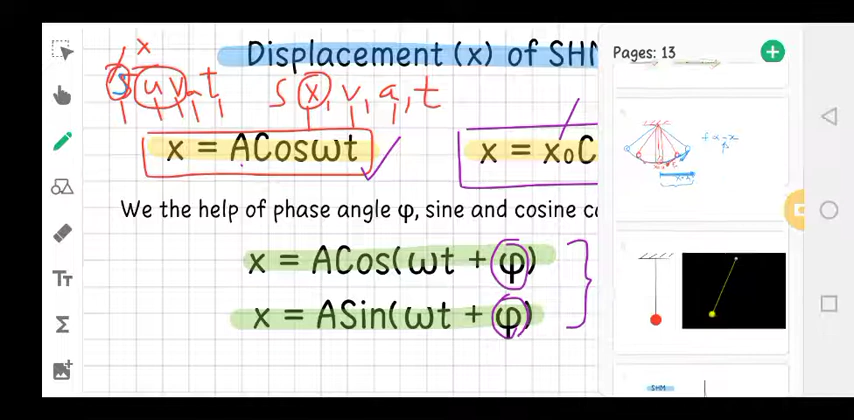 Displacement (x) of SHM
Pages: 13
x
s u v a t
s x, v, a, t
x = ACosωt
x = x₀C
We the help of phase angle φ, sine and cosine c
x = ACos(ωt + φ)
x = ASin(ωt + φ)
f α -x
SHM
Tт
Σ